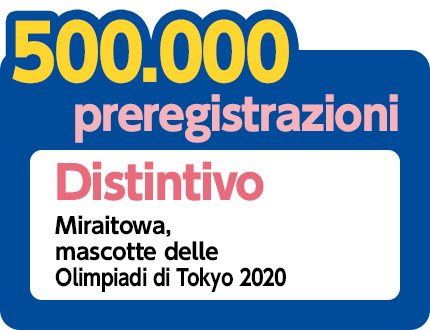 500.000
preregistrazioni
Distintivo
Miraitowa,
mascotte delle
Olimpiadi di Tokyo 2020